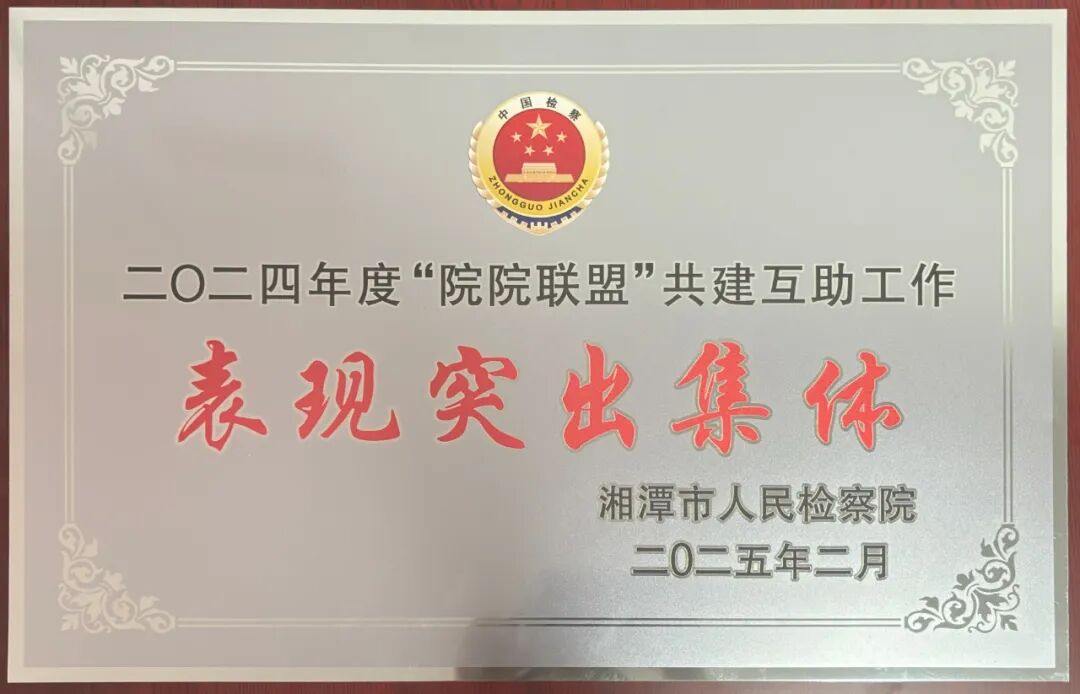 中国检察
ZHONGGUO JIANCHA
二〇二四年度“院院联盟”共建互助工作
表现突出集体
湘潭市人民检察院
二〇二五年二月